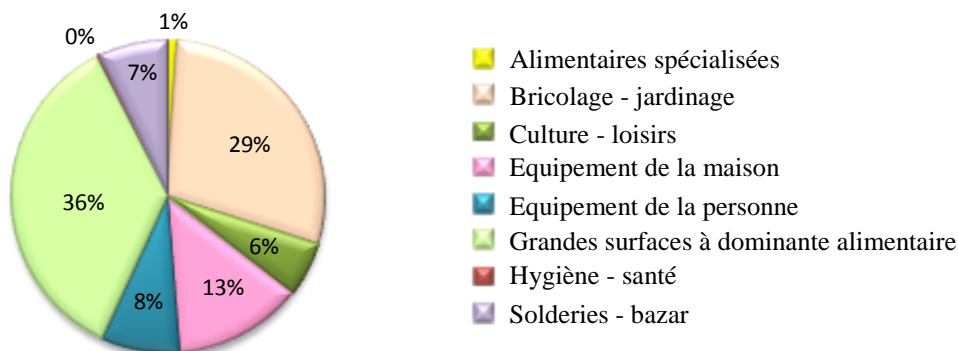 1%
0%
7%
29%
36%
6%
13%
8%
Alimentaires spécialisées
Bricolage - jardinage
Culture - loisirs
Equipement de la maison
Equipement de la personne
Grandes surfaces à dominante alimentaire
Hygiène - santé
Solderies - bazar